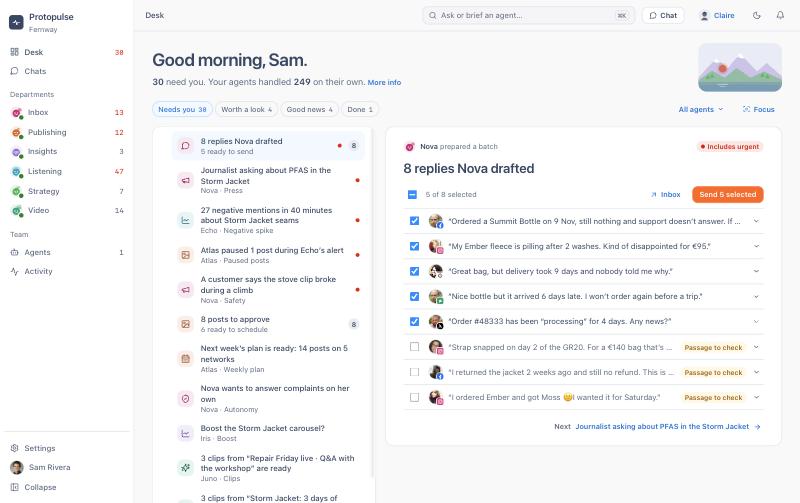 Protopulse
Fernway
Desk 30
Chats
Departments
Inbox 13
Publishing 12
Insights 3
Listening 47
Strategy 7
Video 14
Team
Agents 1
Activity
Settings
Sam Rivera
Collapse
Desk
Ask or brief an agent... ⌘K
Chat
Claire
Good morning, Sam.
30 need you. Your agents handled 249 on their own. More info
Needs you 30 Worth a look 4 Good news 4 Done 1
All agents Focus
8 replies Nova drafted 8
5 ready to send
Journalist asking about PFAS in the
Storm Jacket
Nova · Press
27 negative mentions in 40 minutes
about Storm Jacket seams
Echo · Negative spike
Atlas paused 1 post during Echo's alert
Atlas · Paused posts
A customer says the stove clip broke
during a climb
Nova · Safety
8 posts to approve 8
6 ready to schedule
Next week's plan is ready: 14 posts on 5
networks
Atlas · Weekly plan
Nova wants to answer complaints on her
own
Nova · Autonomy
Boost the Storm Jacket carousel?
Iris · Boost
3 clips from “Repair Friday live · Q&A with
the workshop” are ready
Juno · Clips
3 clips from “Storm Jacket: 3 days of
Nova prepared a batch Includes urgent
8 replies Nova drafted
5 of 8 selected Inbox Send 5 selected
“Ordered a Summit Bottle on 9 Nov, still nothing and support doesn't answer. If ...
“My Ember fleece is pilling after 2 washes. Kind of disappointed for €95.”
“Great bag, but delivery took 9 days and nobody told me why.”
“Nice bottle but it arrived 6 days late. I won't order again before a trip.”
“Order #48333 has been “processing” for 4 days. Any news?”
“Strap snapped on day 2 of the GR20. For a €140 bag that's ... Passage to check
“I returned the jacket 2 weeks ago and still no refund. This is ... Passage to check
“I ordered Ember and got Moss 😬I wanted it for Saturday.” Passage to check
Next Journalist asking about PFAS in the Storm Jacket